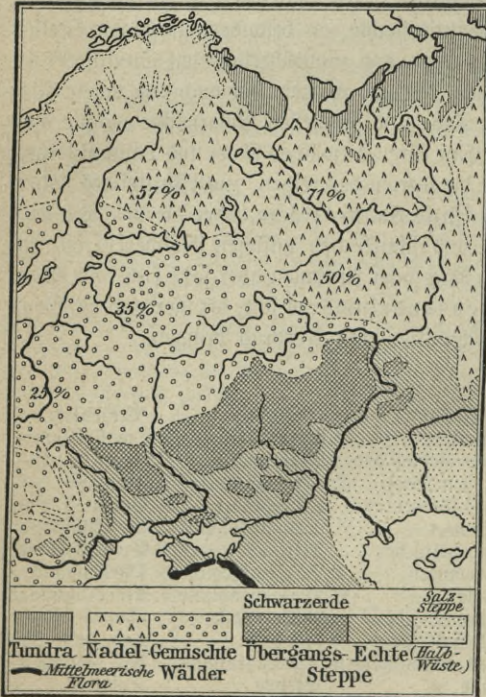 57%
71%
50%
35%
25%
Schwarzerde
Salz-
steppe
Tundra Nadel-Gemischte Übergangs-Echte (Halb-
Wüste)
Mittelmeerische
Flora
Wälder
Steppe